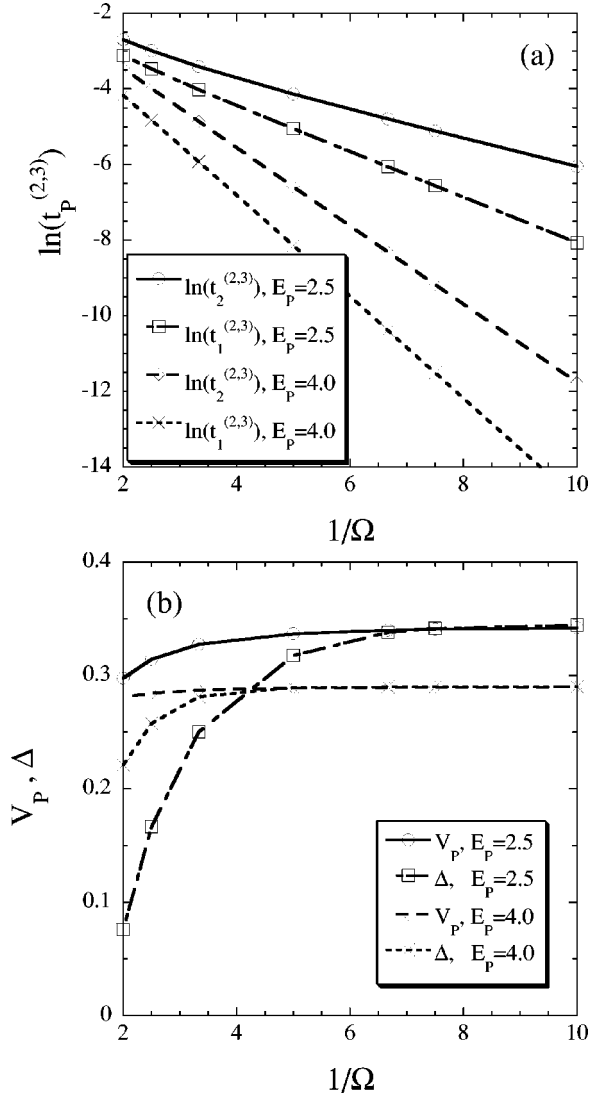 -2
(a)
-4
-6
-8
-10
-12
-14
ln(t_P^(2,3))
ln(t_2^(2,3)), E_P=2.5
ln(t_1^(2,3)), E_P=2.5
ln(t_2^(2,3)), E_P=4.0
ln(t_1^(2,3)), E_P=4.0
2 4 6 8 10
1/Ω
0.4
(b)
0.3
0.2
0.1
0
V_P , Δ
V_P, E_P=2.5
Δ, E_P=2.5
V_P, E_P=4.0
Δ, E_P=4.0
2 4 6 8 10
1/Ω